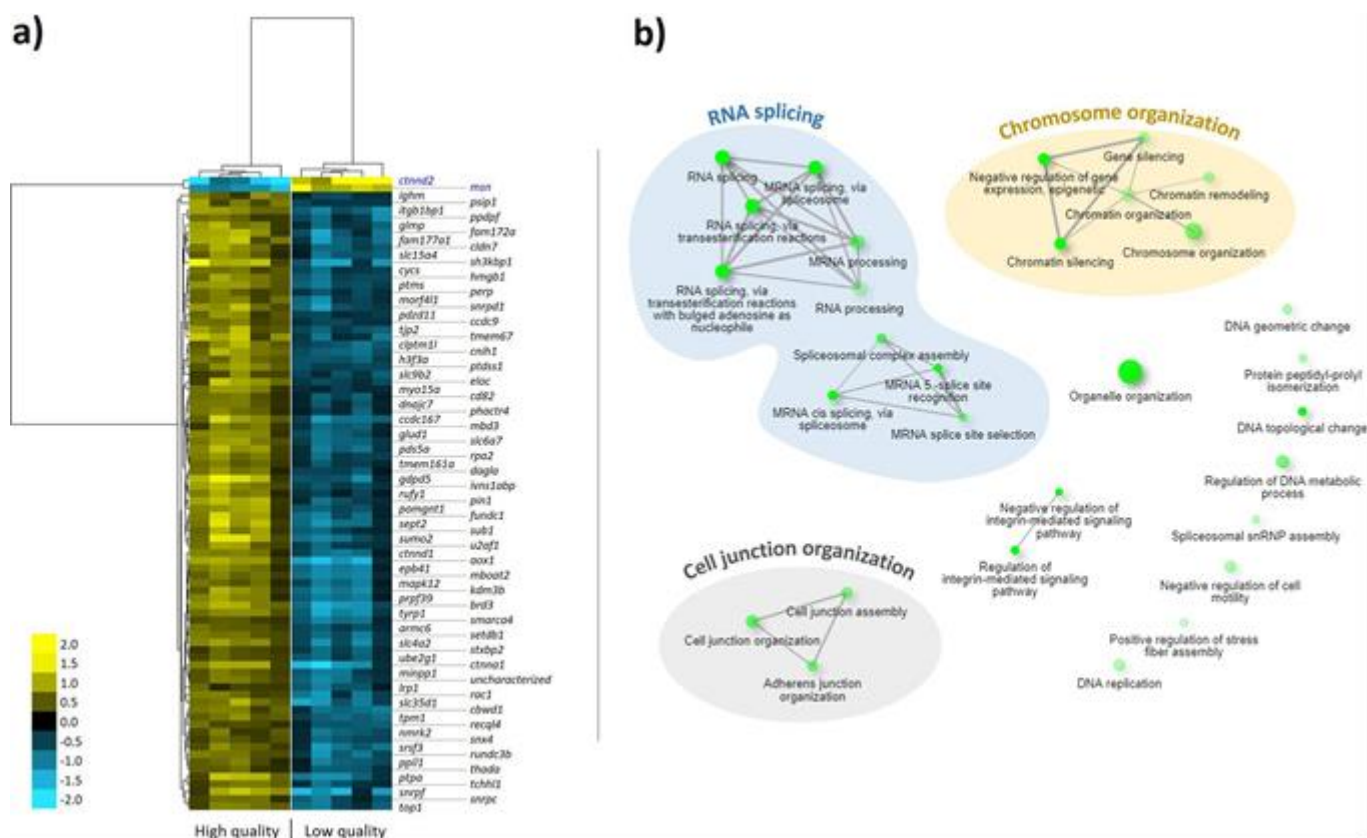 a)
ctnnd2
msn
ighm
psip1
itgb1bp1
ppdpf
glmp
fam172a
fam177a1
cldn7
slc15a4
sh3kbp1
cycs
hmgb1
ptms
perp
morf4l1
snrpd1
pdzd11
ccdc9
tjp2
tmem67
clptm1l
cnih1
h3f3a
ptdss1
slc9b2
elac
myo15a
cd82
dnajc7
phactr4
ccdc167
mbd3
glud1
slc6a7
pds5a
rpa2
tmem161a
dagla
gdpd5
ivns1abp
rufy1
pin1
pomgnt1
fundc1
sept2
sub1
sumo2
u2af1
ctnnd1
aox1
epb41
mboat2
mapk12
kdm3b
prpf39
brd3
tyrp1
smarca4
armc6
setdb1
slc4a2
stxbp2
ube2g1
ctnna1
minpp1
uncharacterized
lrp1
rac1
slc35d1
cbwd1
tpm1
recql4
nmrk2
snx4
srsf3
rundc3b
ppil1
thada
ptpa
tchhl1
snrpf
snrpc
top1
2.0
1.5
1.0
0.5
0.0
-0.5
-1.0
-1.5
-2.0
High quality | Low quality
b)
RNA splicing
RNA splicing
MRNA splicing, via
spliceosome
RNA splicing, via
transesterification reactions
MRNA processing
RNA splicing, via
transesterification reactions
with bulged adenosine as
nucleophile
RNA processing
Spliceosomal complex assembly
MRNA 5,-splice site
recognition
MRNA cis splicing, via
spliceosome
MRNA splice site selection
Chromosome organization
Gene silencing
Negative regulation of gene
expression, epigenetic
Chromatin remodeling
Chromatin organization
Chromosome organization
Chromatin silencing
DNA geometric change
Protein peptidyl-prolyl
isomerization
Organelle organization
DNA topological change
Regulation of DNA metabolic
process
Negative regulation of
integrin-mediated signaling
pathway
Spliceosomal snRNP assembly
Regulation of
integrin-mediated signaling
pathway
Negative regulation of cell
motility
Positive regulation of stress
fiber assembly
DNA replication
Cell junction organization
Cell junction assembly
Cell junction organization
Adherens junction
organization